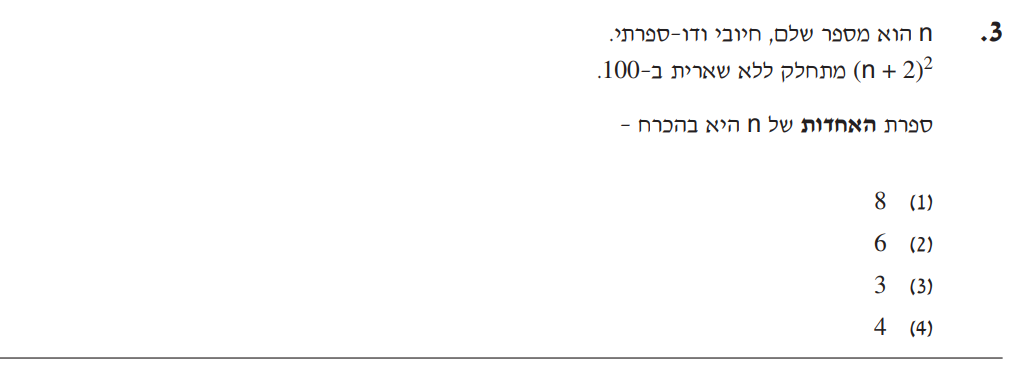 3. n הוא מספר שלם, חיובי ודו-ספרתי.
(n + 2)² מתחלק ללא שארית ב-100.
ספרת האחדות של n היא בהכרח -
(1) 8
(2) 6
(3) 3
(4) 4